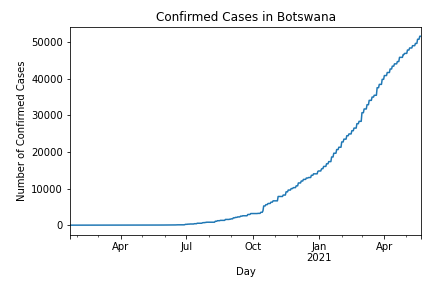 Confirmed Cases in Botswana
Number of Confirmed Cases
50000
40000
30000
20000
10000
0
Apr Jul Oct Jan Apr
2021
Day